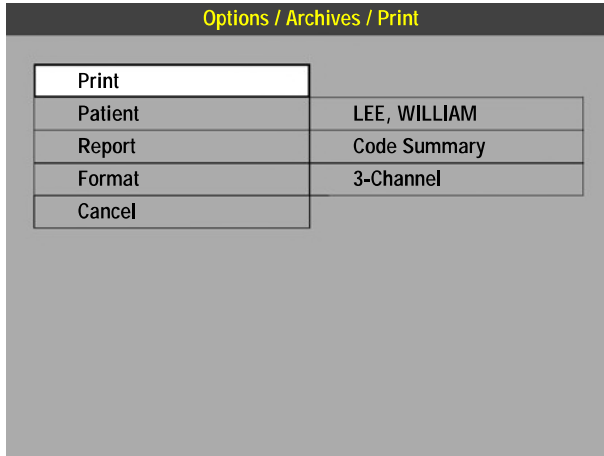 Options / Archives / Print
Print
Patient LEE, WILLIAM
Report Code Summary
Format 3-Channel
Cancel